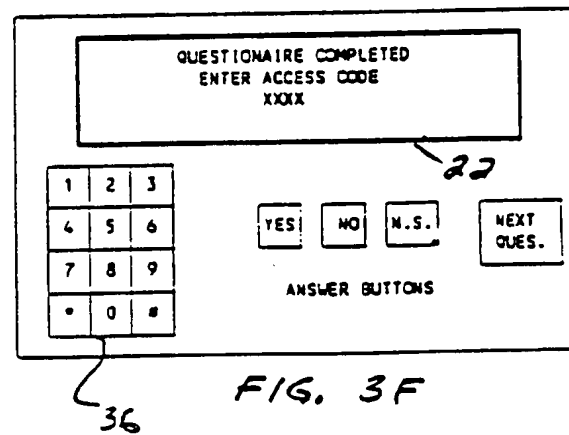 QUESTIONAIRE COMPLETED
ENTER ACCESS CODE
XXXX
22
1 2 3
4 5 6
7 8 9
* 0 #
YES NO N.S. NEXT QUES.
ANSWER BUTTONS
36
FIG. 3F